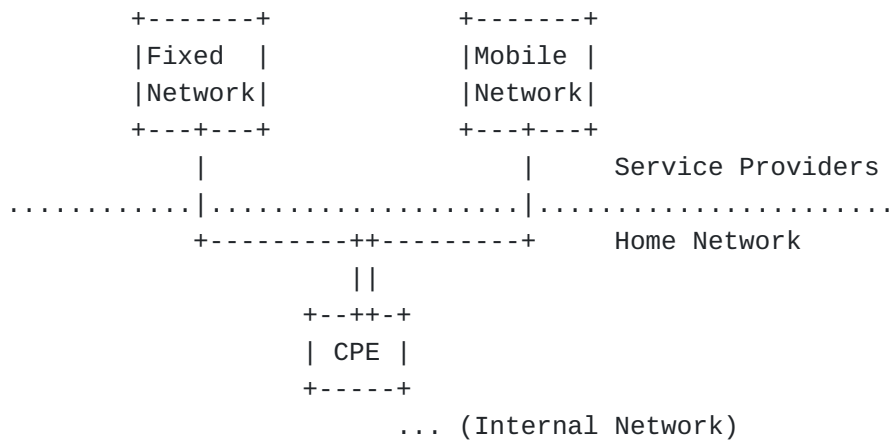 +-------+            +-------+
|Fixed  |            |Mobile |
|Network|            |Network|
+---+---+            +---+---+
|                    |     Service Providers
............|....................|.......................
+---------++---------+     Home Network
||
+--++-+
| CPE |
+-----+
... (Internal Network)